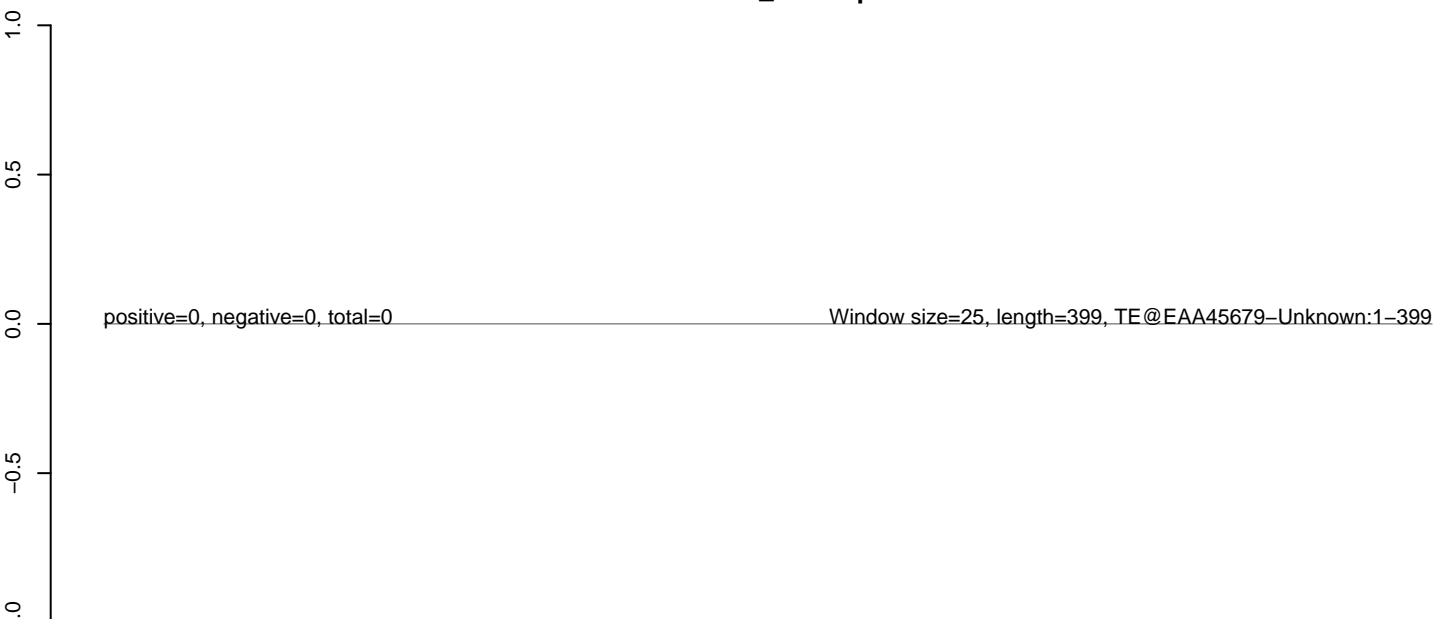 1.0
0.5
0.0
positive=0, negative=0, total=0
Window size=25, length=399, TE@EAA45679−Unknown:1−399
−0.5
.0